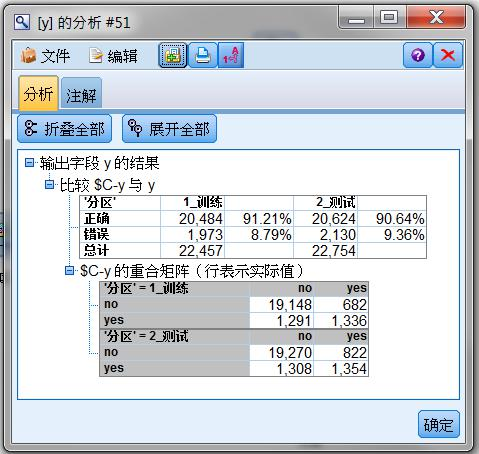 [y] 的分析 #51
文件 编辑
分析 注解
折叠全部 展开全部
输出字段 y 的结果
比较 $C-y 与 y
'分区' 1_训练 2_测试
正确 20,484 91.21% 20,624 90.64%
错误 1,973 8.79% 2,130 9.36%
总计 22,457 22,754
$C-y 的重合矩阵（行表示实际值）
'分区' = 1_训练 no yes
no 19,148 682
yes 1,291 1,336
'分区' = 2_测试 no yes
no 19,270 822
yes 1,308 1,354
确定